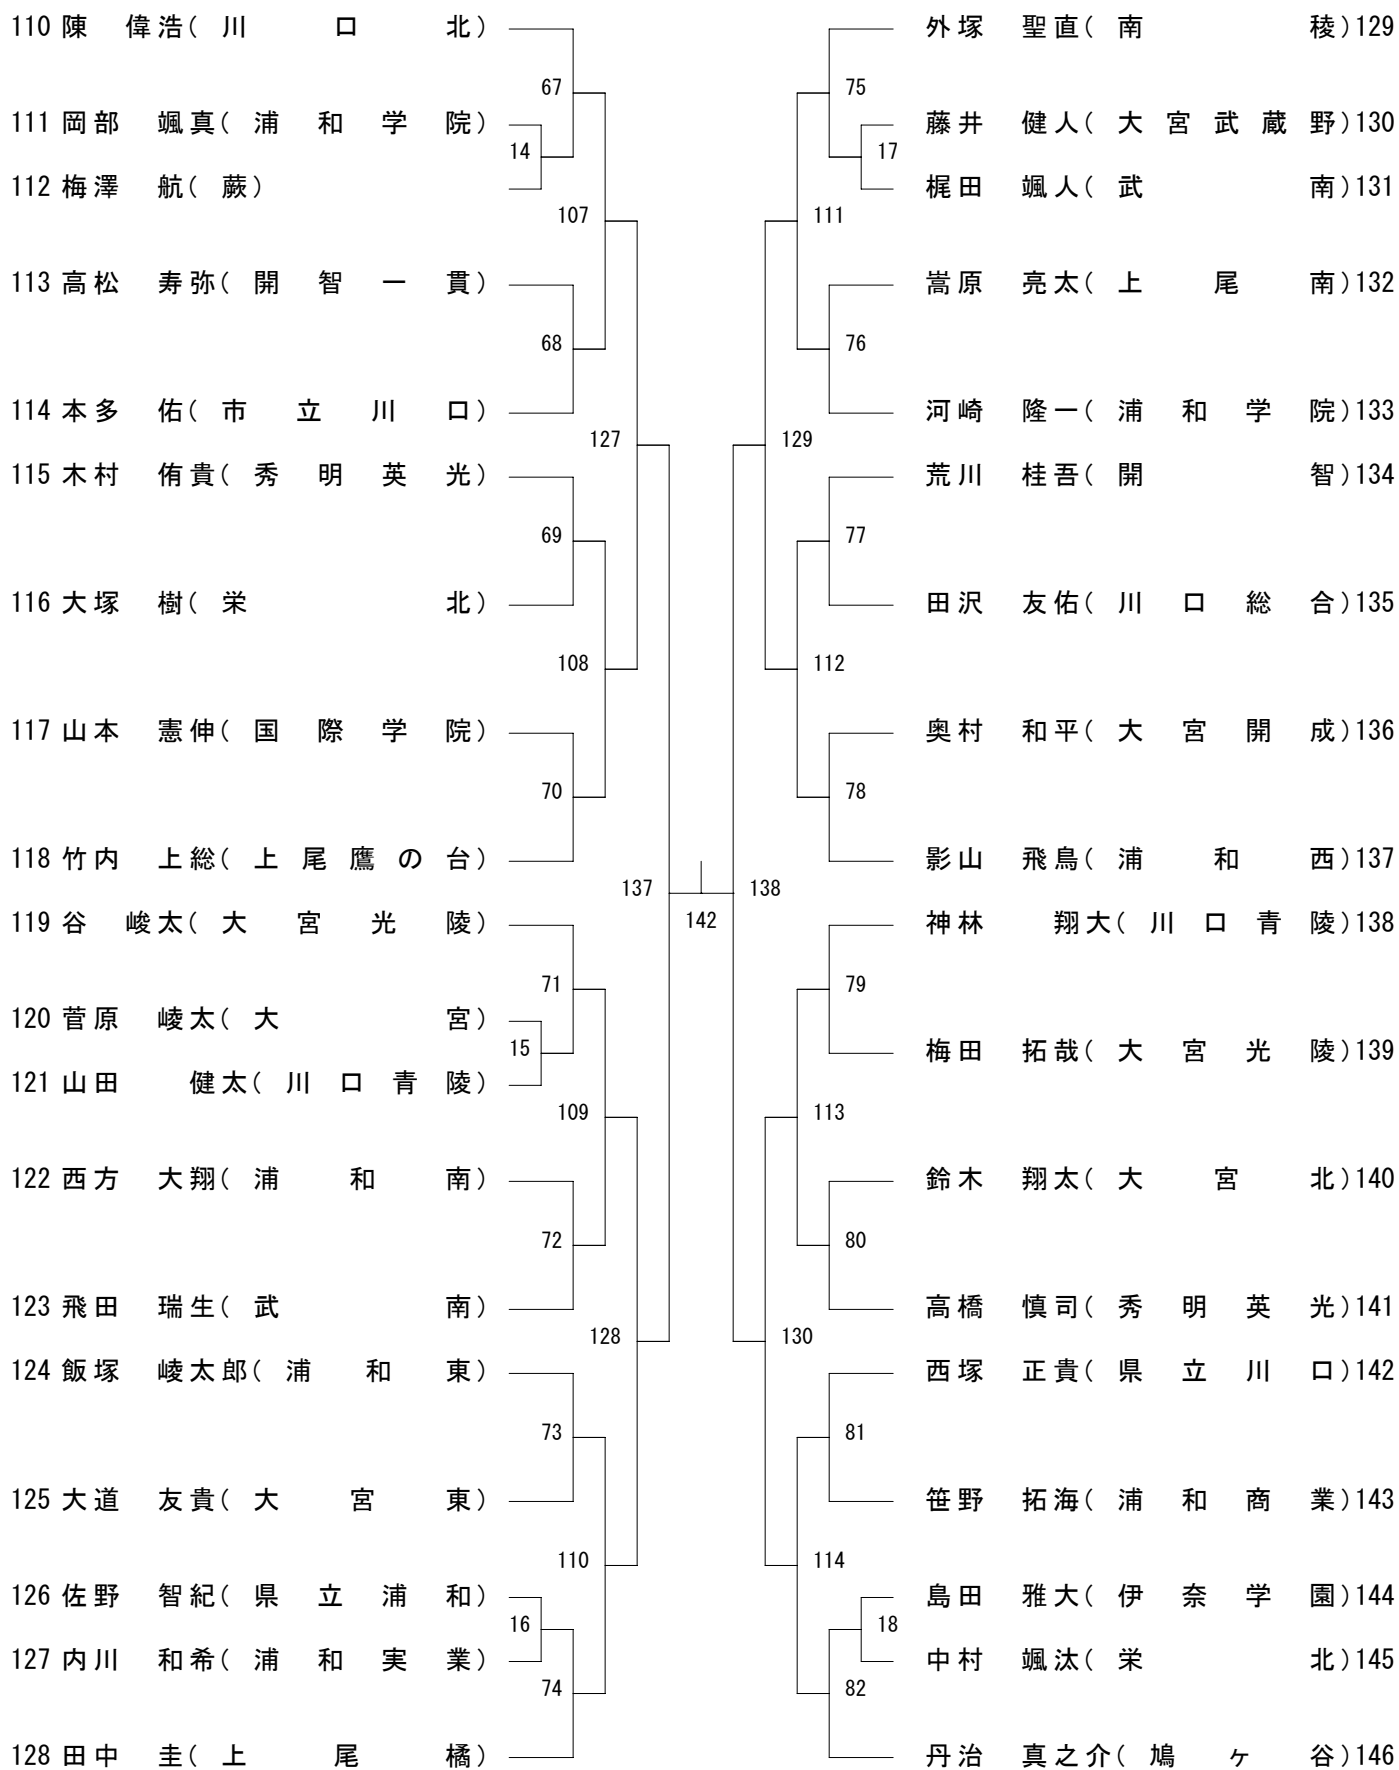 110 陳 偉浩( 川 口 北)
67
111 岡部 颯真( 浦 和 学 院)
14
112 梅澤 航( 蕨)
107
113 高松 寿弥( 開 智 一 貫)
68
114 本多 佑( 市 立 川 口)
127
115 木村 侑貴( 秀 明 英 光)
69
116 大塚 樹( 栄 北)
108
117 山本 憲伸( 国 際 学 院)
70
118 竹内 上総( 上 尾 鷹 の 台)
137
119 谷 峻太( 大 宮 光 陵)
71
120 菅原 崚太( 大 宮)
15
121 山田 健太( 川 口 青 陵)
109
122 西方 大翔( 浦 和 南)
72
123 飛田 瑞生( 武 南)
128
124 飯塚 崚太郎( 浦 和 東)
73
125 大道 友貴( 大 宮 東)
110
126 佐野 智紀( 県 立 浦 和)
16
127 内川 和希( 浦 和 実 業)
74
128 田中 圭( 上 尾 橘)
142
外塚 聖直( 南 稜)129
75
藤井 健人( 大 宮 武 蔵 野)130
17
梶田 颯人( 武 南)131
111
嵩原 亮太( 上 尾 南)132
76
河崎 隆一( 浦 和 学 院)133
129
荒川 桂吾( 開 智)134
77
田沢 友佑( 川 口 総 合)135
112
奥村 和平( 大 宮 開 成)136
78
影山 飛鳥( 浦 和 西)137
138
神林 翔大( 川 口 青 陵)138
79
梅田 拓哉( 大 宮 光 陵)139
113
鈴木 翔太( 大 宮 北)140
80
高橋 慎司( 秀 明 英 光)141
130
西塚 正貴( 県 立 川 口)142
81
笹野 拓海( 浦 和 商 業)143
114
島田 雅大( 伊 奈 学 園)144
18
中村 颯汰( 栄 北)145
82
丹治 真之介( 鳩 ヶ 谷)146